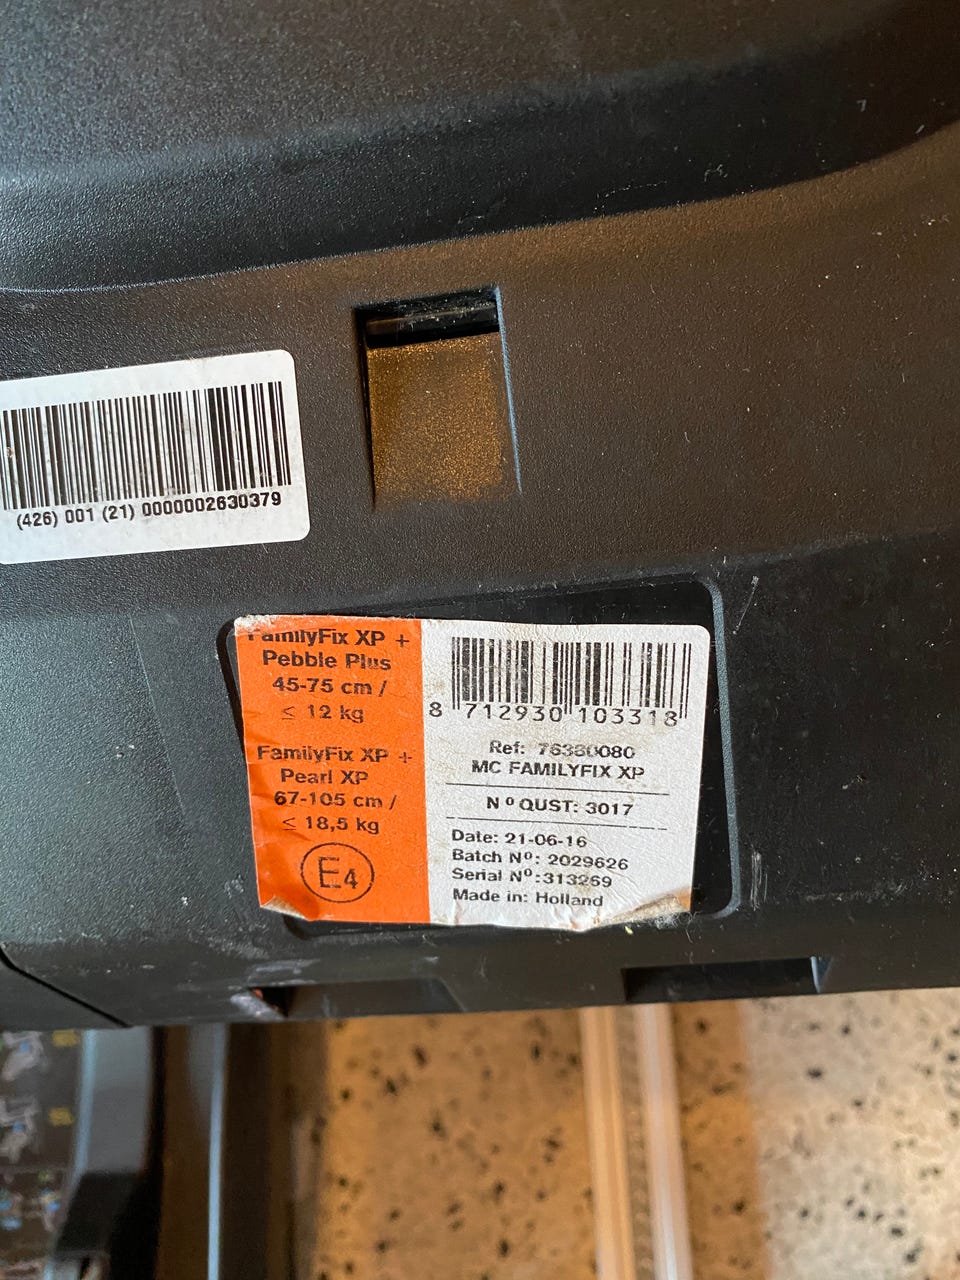 (426) 001 (21) 0000002630379
FamilyFix XP +
Pebble Plus
45-75 cm /
≤ 12 kg
FamilyFix XP +
Pearl XP
67-105 cm /
≤ 18,5 kg
E4
8 712930 103318
Ref: 76380080
MC FAMILYFIX XP
Nº QUST: 3017
Date: 21-06-16
Batch Nº: 2029626
Serial Nº:313269
Made in: Holland